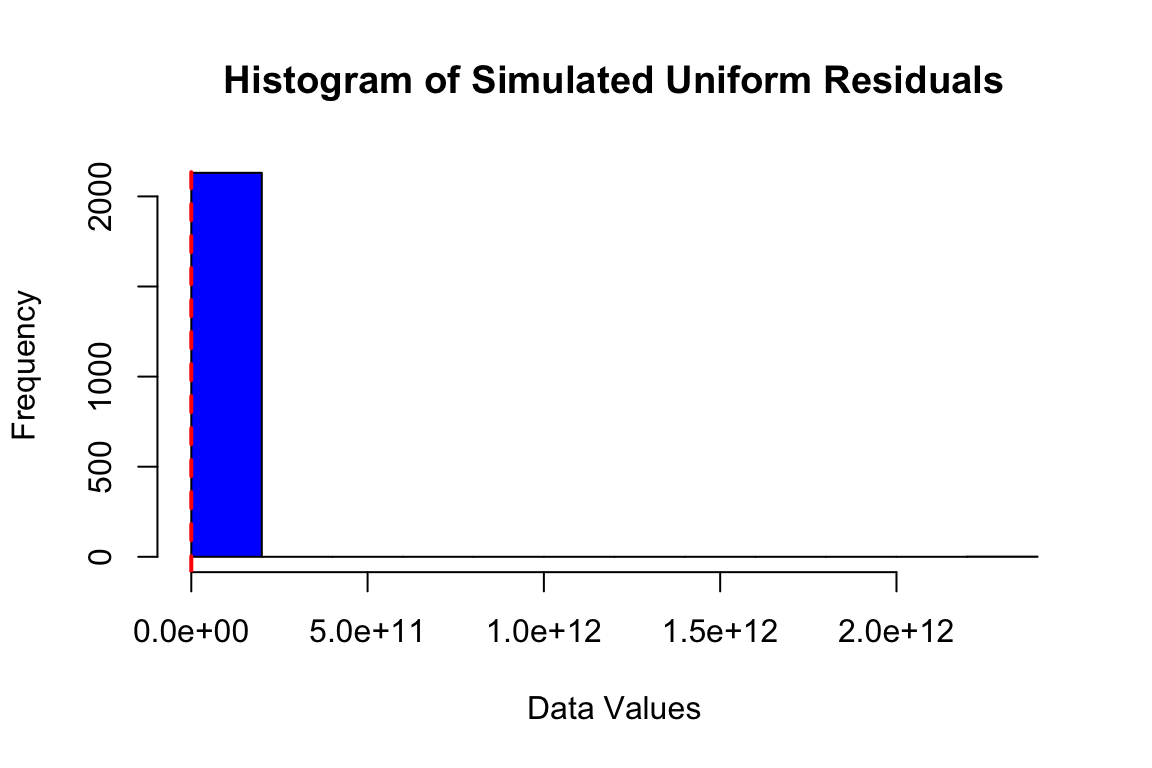 Histogram of Simulated Uniform Residuals
Frequency
2000
1000
500
0
0.0e+00 5.0e+11 1.0e+12 1.5e+12 2.0e+12
Data Values